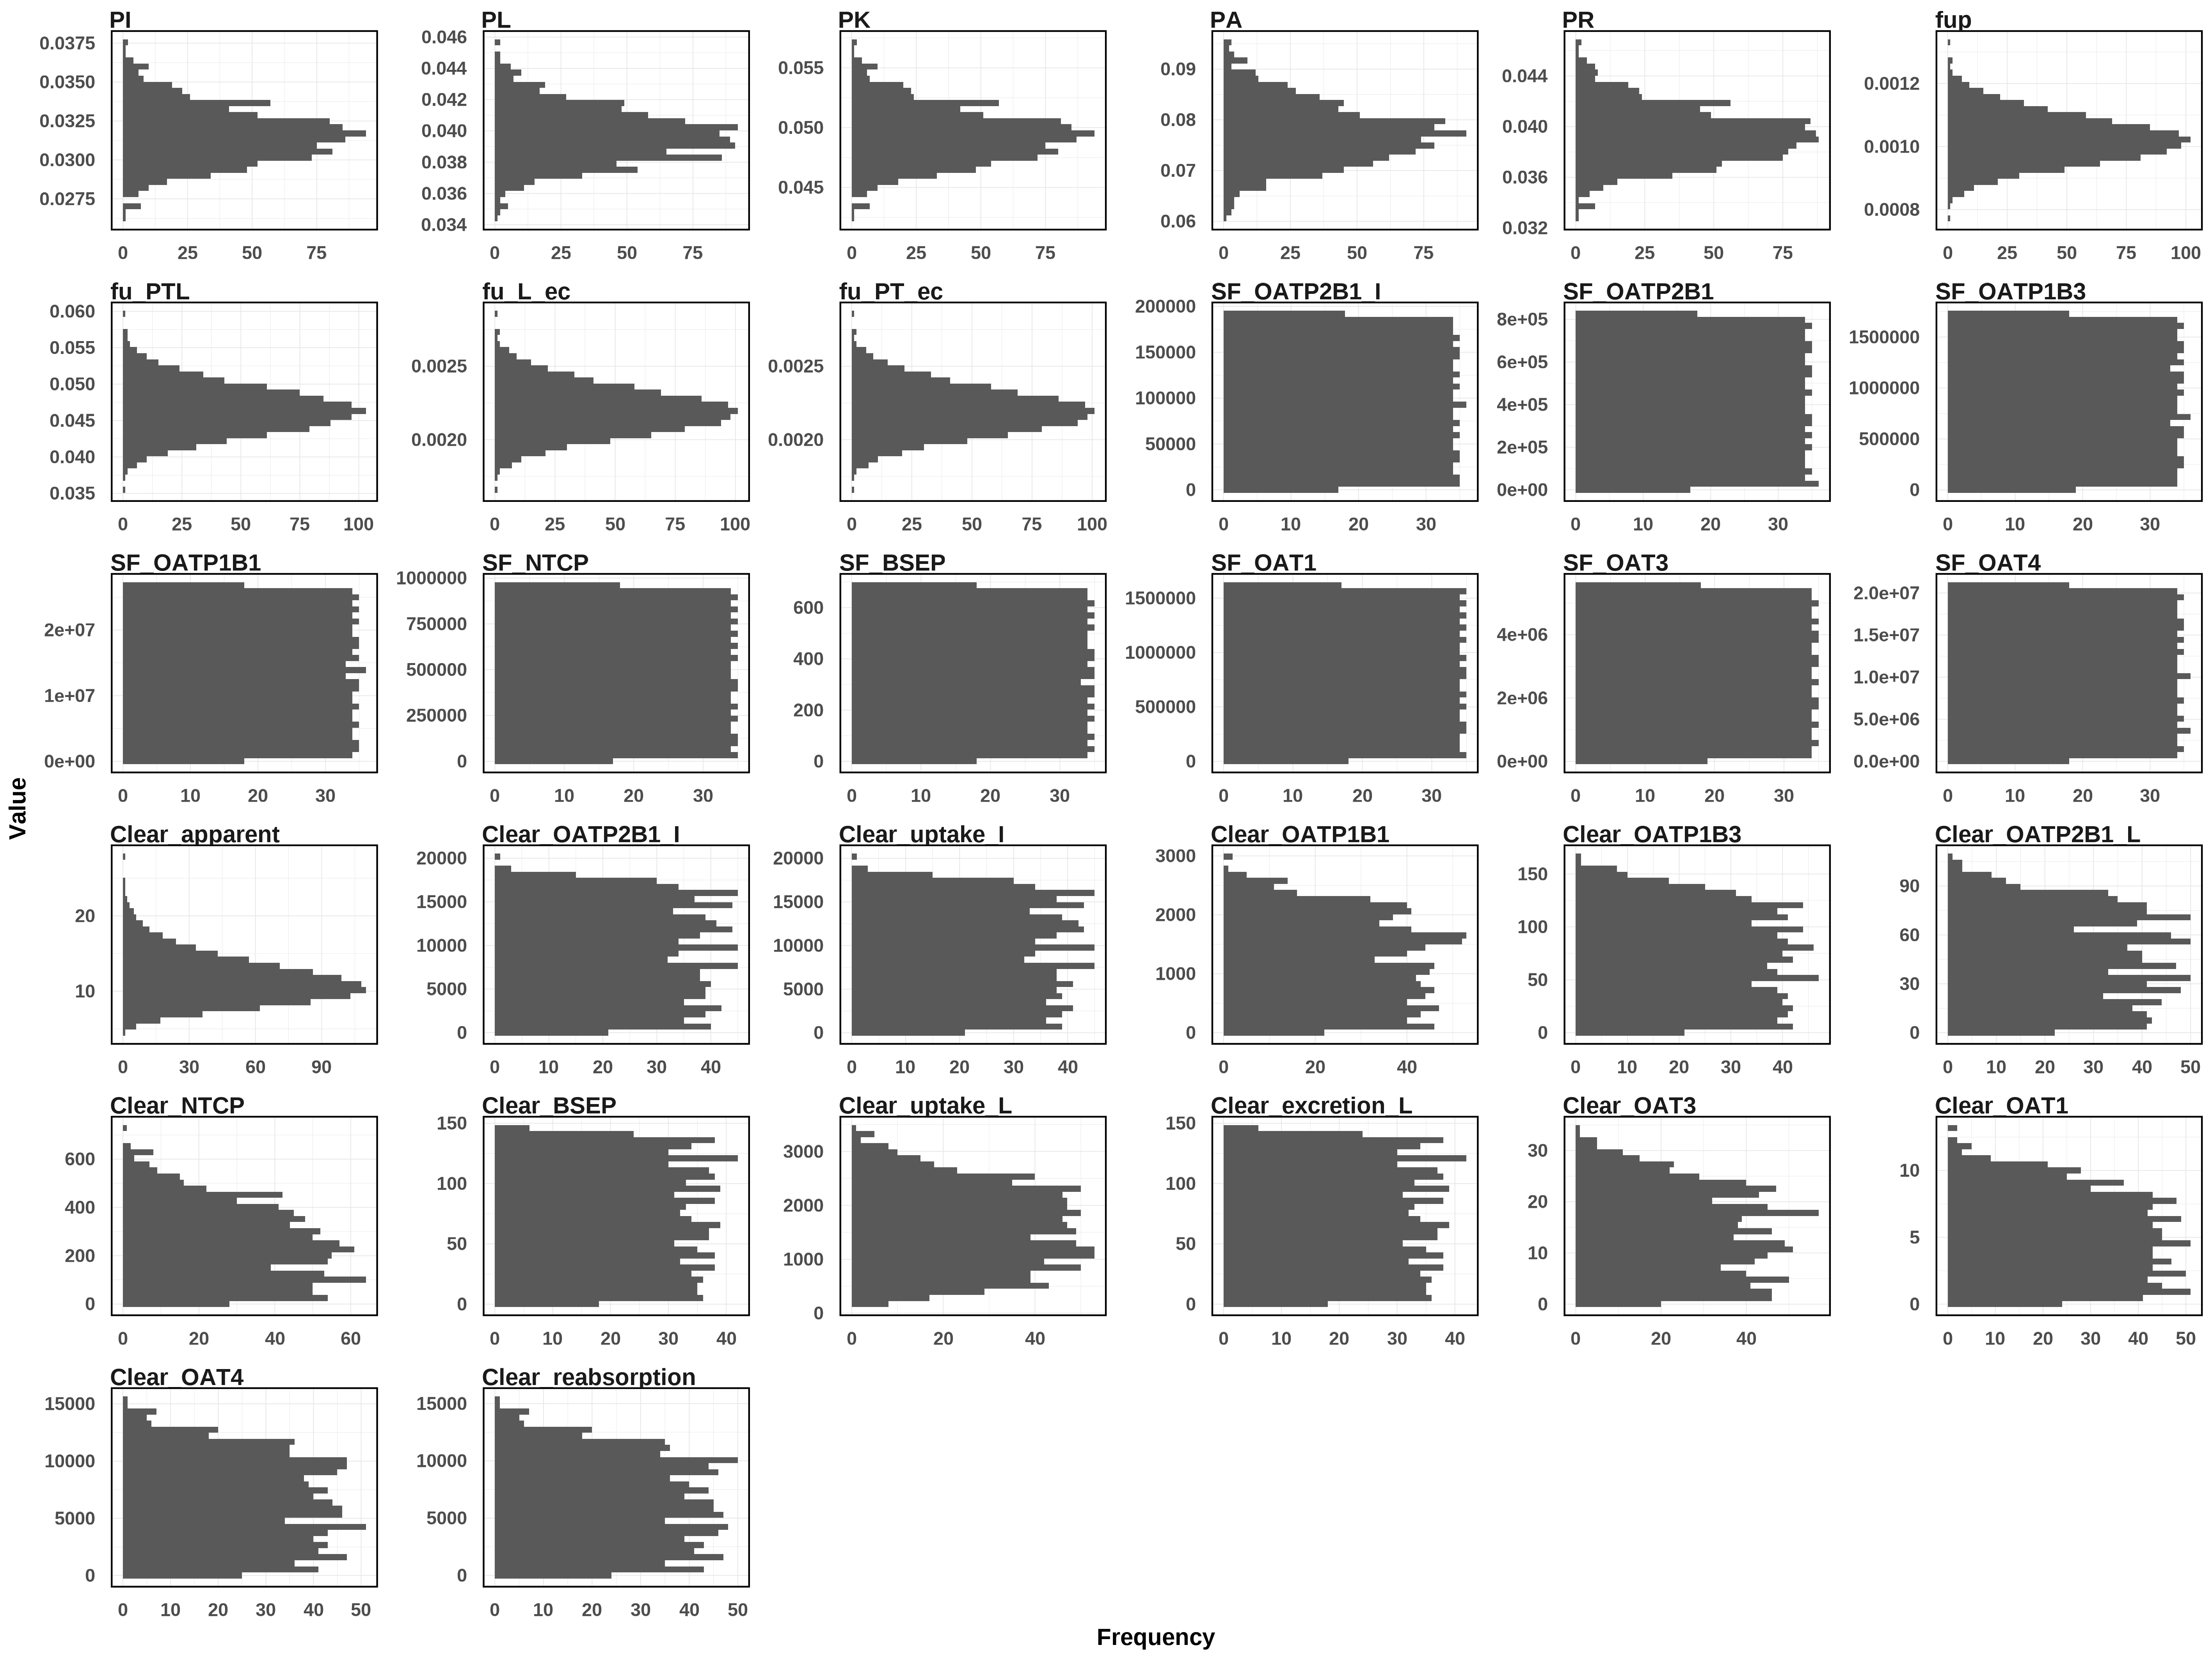 PI PL PK PA PR fup
0.0375 0.0350 0.0325 0.0300 0.0275
0 25 50 75
0.046 0.044 0.042 0.040 0.038 0.036 0.034
0 25 50 75
0.055 0.050 0.045
0 25 50 75
0.09 0.08 0.07 0.06
0 25 50 75
0.044 0.040 0.036 0.032
0 25 50 75
0.0012 0.0010 0.0008
0 25 50 75 100
fu_PTL fu_L_ec fu_PT_ec SF_OATP2B1_I SF_OATP2B1 SF_OATP1B3
0.060 0.055 0.050 0.045 0.040 0.035
0 25 50 75 100
0.0025 0.0020
0 25 50 75 100
0.0025 0.0020
0 25 50 75 100
200000 150000 100000 50000 0
0 10 20 30
8e+05 6e+05 4e+05 2e+05 0e+00
0 10 20 30
1500000 1000000 500000 0
0 10 20 30
SF_OATP1B1 SF_NTCP SF_BSEP SF_OAT1 SF_OAT3 SF_OAT4
2e+07 1e+07 0e+00
0 10 20 30
1000000 750000 500000 250000 0
0 10 20 30
600 400 200 0
0 10 20 30
1500000 1000000 500000 0
0 10 20 30
4e+06 2e+06 0e+00
0 10 20 30
2.0e+07 1.5e+07 1.0e+07 5.0e+06 0.0e+00
0 10 20 30
Value
Clear_apparent Clear_OATP2B1_I Clear_uptake_I Clear_OATP1B1 Clear_OATP1B3 Clear_OATP2B1_L
20 10
0 30 60 90
20000 15000 10000 5000 0
0 10 20 30 40
20000 15000 10000 5000 0
0 10 20 30 40
3000 2000 1000 0
0 20 40
150 100 50 0
0 10 20 30 40
90 60 30 0
0 10 20 30 40 50
Clear_NTCP Clear_BSEP Clear_uptake_L Clear_excretion_L Clear_OAT3 Clear_OAT1
600 400 200 0
0 20 40 60
150 100 50 0
0 10 20 30 40
3000 2000 1000 0
0 20 40
150 100 50 0
0 10 20 30 40
30 20 10 0
0 20 40
10 5 0
0 10 20 30 40 50
Clear_OAT4 Clear_reabsorption
15000 10000 5000 0
0 10 20 30 40 50
15000 10000 5000 0
0 10 20 30 40 50
Frequency